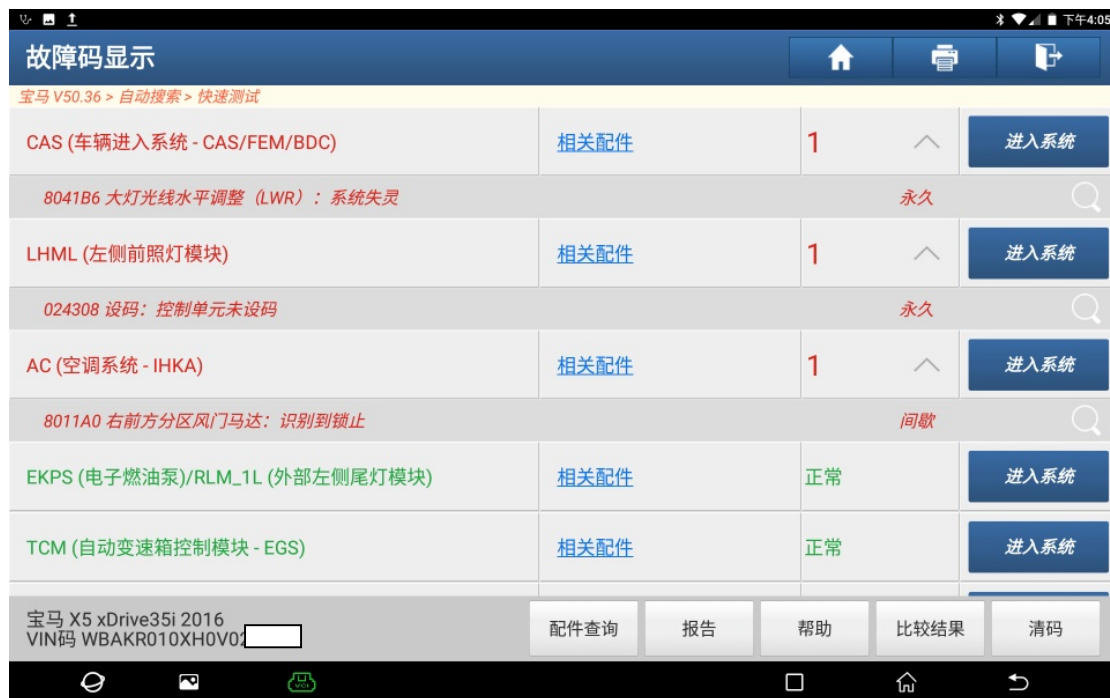 下午4:05
故障码显示
宝马 V50.36 > 自动搜索 > 快速测试
CAS (车辆进入系统 - CAS/FEM/BDC) 相关配件 1 进入系统
8041B6 大灯光线水平调整（LWR）：系统失灵 永久
LHML (左侧前照灯模块) 相关配件 1 进入系统
024308 设码：控制单元未设码 永久
AC (空调系统 - IHKA) 相关配件 1 进入系统
8011A0 右前方分区风门马达：识别到锁止 间歇
EKPS (电子燃油泵)/RLM_1L (外部左侧尾灯模块) 相关配件 正常 进入系统
TCM (自动变速箱控制模块 - EGS) 相关配件 正常 进入系统
宝马 X5 xDrive35i 2016
VIN码 WBAKR010XH0V02
配件查询 报告 帮助 比较结果 清码
VCI